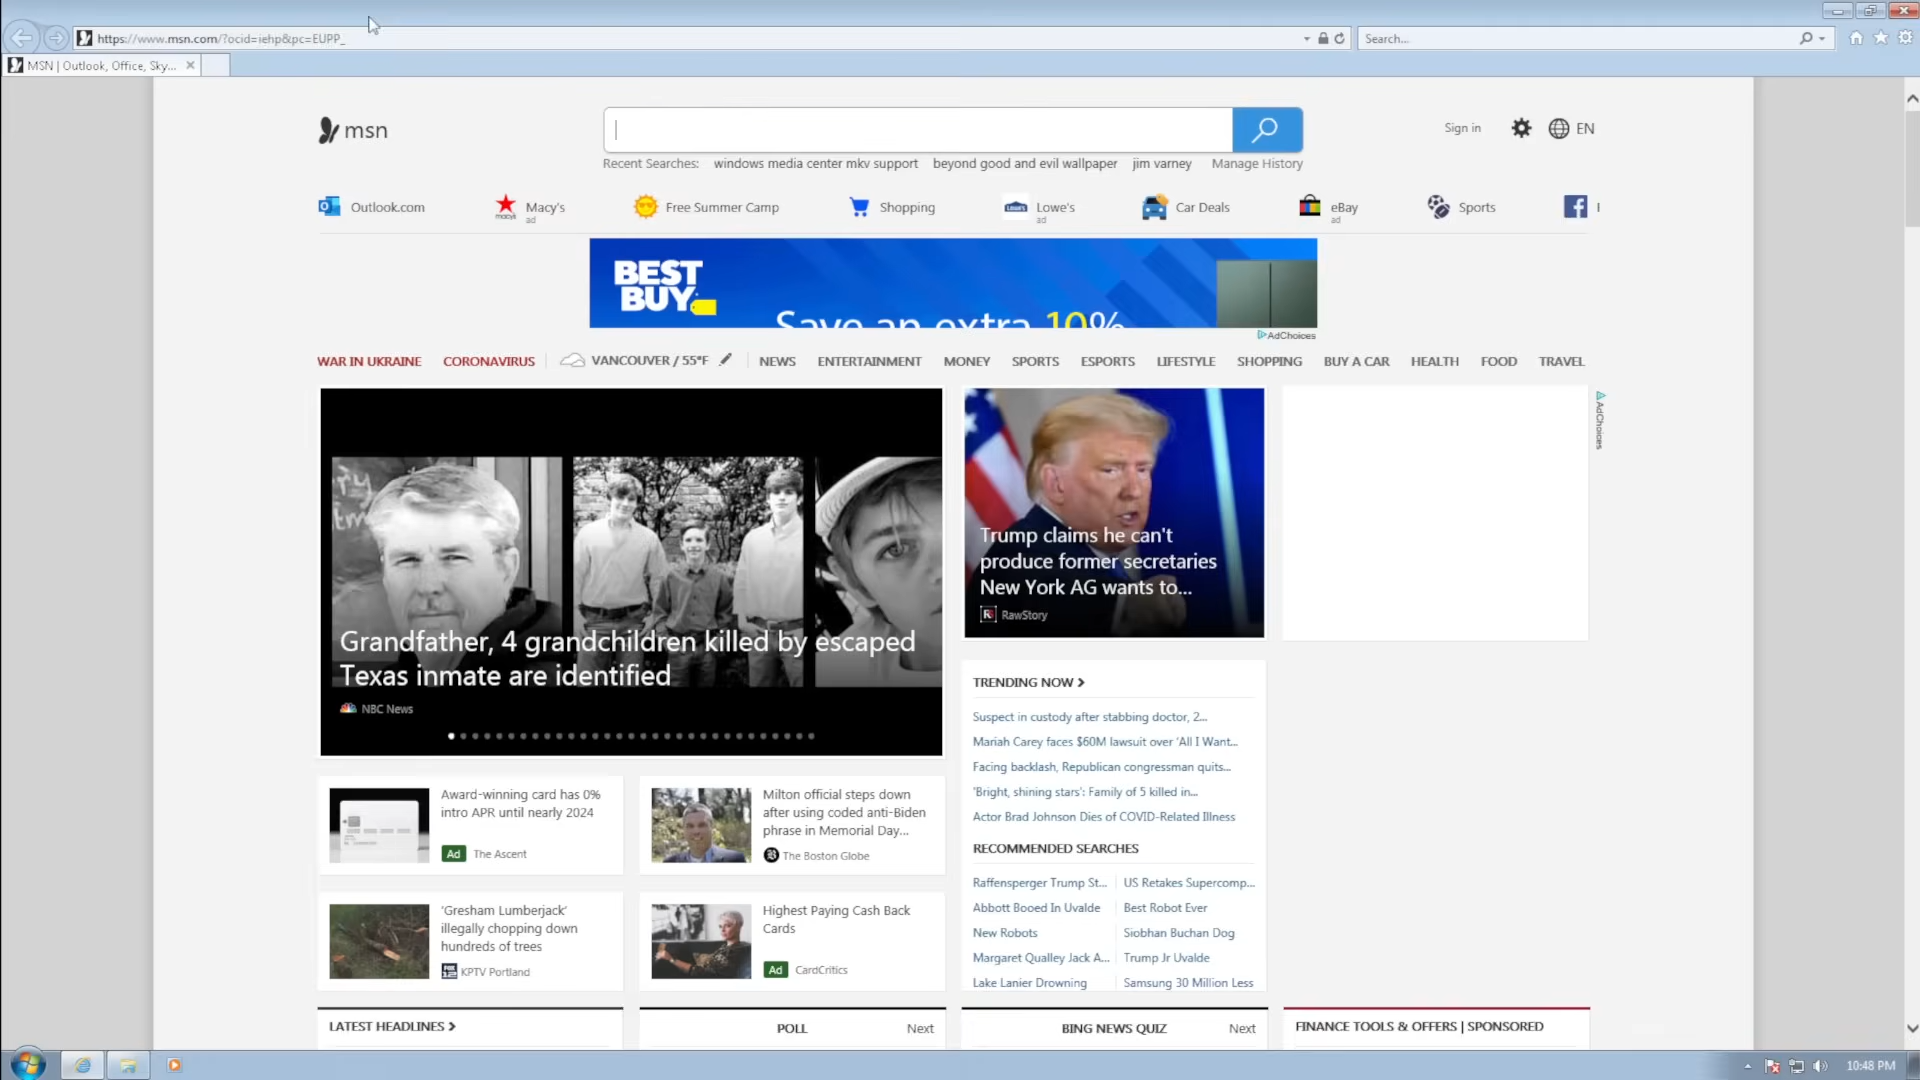 https://www.msn.com/?ocid=iehp&pc=EUPP_
Search...
MSN | Outlook, Office, Sky...
msn
Sign in
EN
Recent Searches: windows media center mkv support beyond good and evil wallpaper jim varney Manage History
Outlook.com
Macy's
ad
Free Summer Camp
Shopping
Lowe's
ad
Car Deals
eBay
ad
Sports
BEST
BUY
Save an extra 10%
AdChoices
WAR IN UKRAINE CORONAVIRUS VANCOUVER / 55°F NEWS ENTERTAINMENT MONEY SPORTS ESPORTS LIFESTYLE SHOPPING BUY A CAR HEALTH FOOD TRAVEL
Grandfather, 4 grandchildren killed by escaped
Texas inmate are identified
NBC News
Trump claims he can't
produce former secretaries
New York AG wants to...
RawStory
AdChoices
TRENDING NOW
Suspect in custody after stabbing doctor, 2...
Mariah Carey faces $60M lawsuit over 'All I Want...
Facing backlash, Republican congressman quits...
'Bright, shining stars': Family of 5 killed in...
Actor Brad Johnson Dies of COVID-Related Illness
RECOMMENDED SEARCHES
Raffensperger Trump St... US Retakes Supercomp...
Abbott Booed In Uvalde Best Robot Ever
New Robots Siobhan Buchan Dog
Margaret Qualley Jack A... Trump Jr Uvalde
Lake Lanier Drowning Samsung 30 Million Less
Award-winning card has 0%
intro APR until nearly 2024
Ad The Ascent
Milton official steps down
after using coded anti-Biden
phrase in Memorial Day...
The Boston Globe
'Gresham Lumberjack'
illegally chopping down
hundreds of trees
KPTV Portland
Highest Paying Cash Back
Cards
Ad CardCritics
LATEST HEADLINES
POLL Next
BING NEWS QUIZ Next
FINANCE TOOLS & OFFERS | SPONSORED
10:48 PM